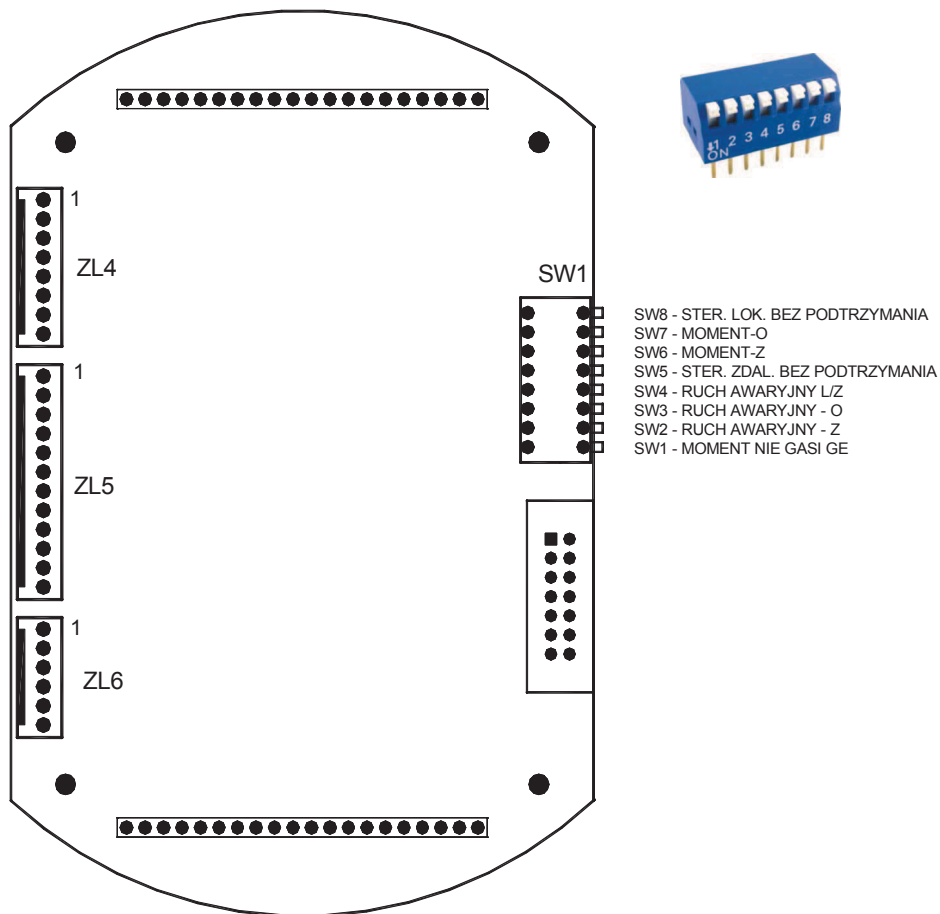 1 2 3 4 5 6 7 8
ON
1
ZL4
SW1
SW8 - STER. LOK. BEZ PODTRZYMANIA
SW7 - MOMENT-O
SW6 - MOMENT-Z
SW5 - STER. ZDAL. BEZ PODTRZYMANIA
SW4 - RUCH AWARYJNY L/Z
SW3 - RUCH AWARYJNY - O
SW2 - RUCH AWARYJNY - Z
SW1 - MOMENT NIE GASI GE
1
ZL5
1
ZL6